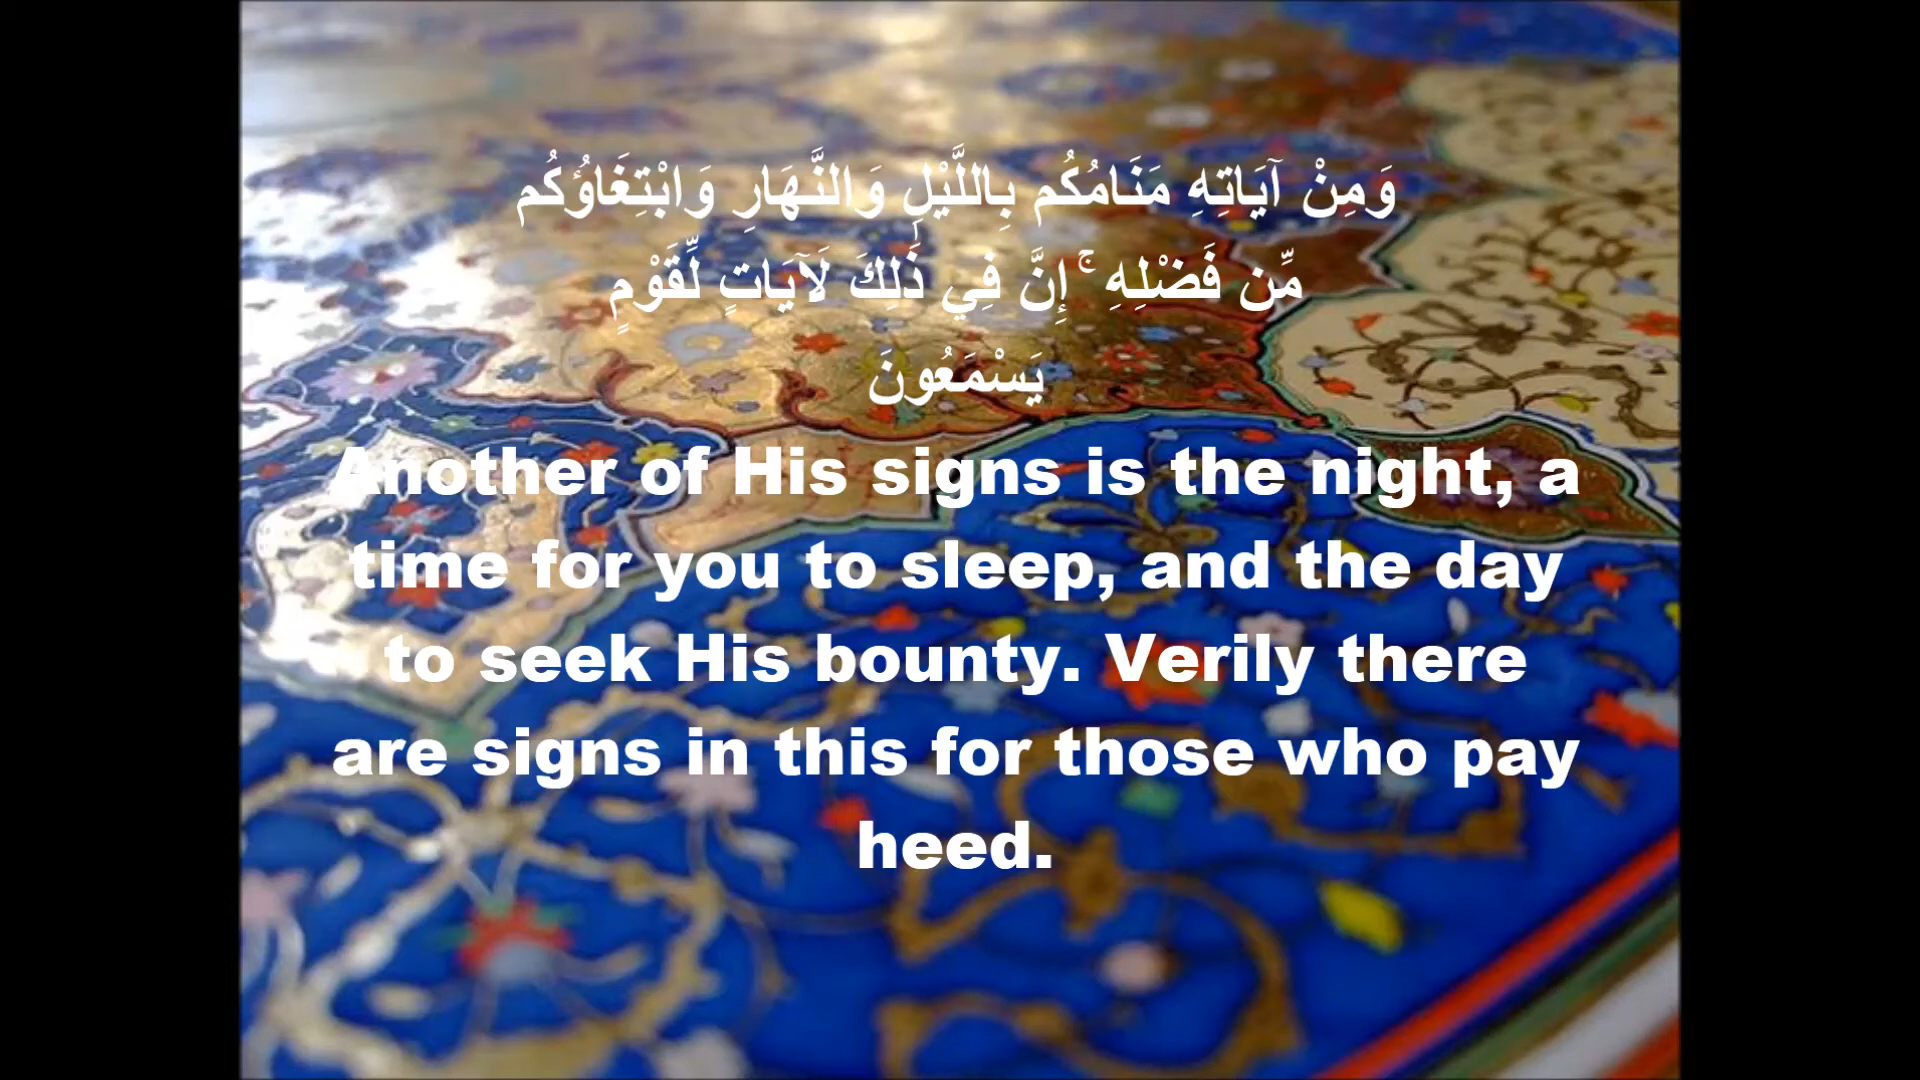 وَمِنْ آيَاتِهِ مَنَامُكُم بِاللَّيْلِ وَالنَّهَارِ وَابْتِغَاؤُكُم
مِّن فَضْلِهِ ۚ إِنَّ فِي ذَٰلِكَ لَآيَاتٍ لِّقَوْمٍ
يَسْمَعُونَ
Another of His signs is the night, a
time for you to sleep, and the day
to seek His bounty. Verily there
are signs in this for those who pay
heed.